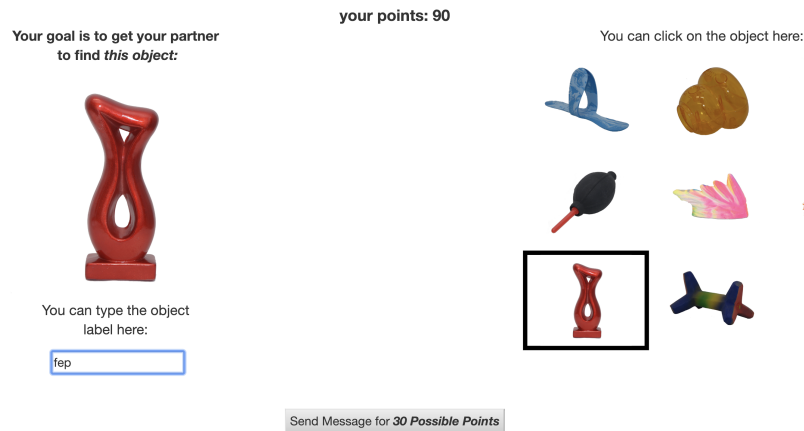 your points: 90
Your goal is to get your partner
to find this object:
You can click on the object here:
You can type the object
label here:
fep
Send Message for 30 Possible Points